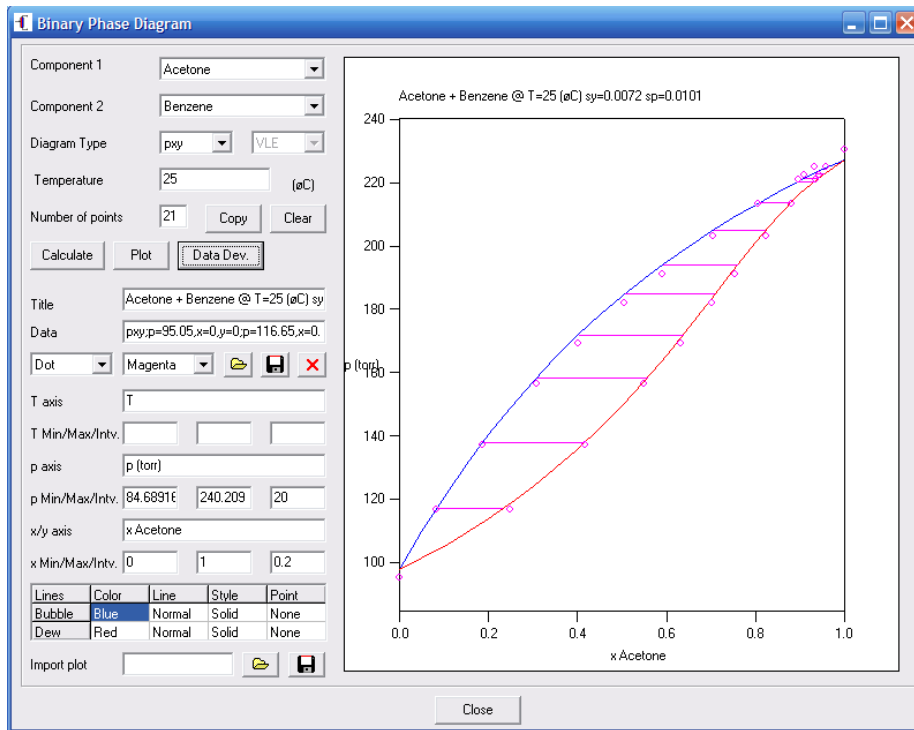 Binary Phase Diagram
Component 1 Acetone
Component 2 Benzene
Diagram Type pxy VLE
Temperature 25 (øC)
Number of points 21 Copy Clear
Calculate Plot Data Dev.
Title Acetone + Benzene @ T=25 (øC) sy
Data pxy;p=95.05,x=0,y=0;p=116.65,x=0.
Dot Magenta
T axis T
T Min/Max/Intv.
p axis p (torr)
p Min/Max/Intv. 84.68916 240.209 20
x/y axis x Acetone
x Min/Max/Intv. 0 1 0.2
Lines Color Line Style Point
Bubble Blue Normal Solid None
Dew Red Normal Solid None
Import plot
Acetone + Benzene @ T=25 (øC) sy=0.0072 sp=0.0101
240
220
200
180
p (torr) 160
140
120
100
0.0 0.2 0.4 0.6 0.8 1.0
x Acetone
Close